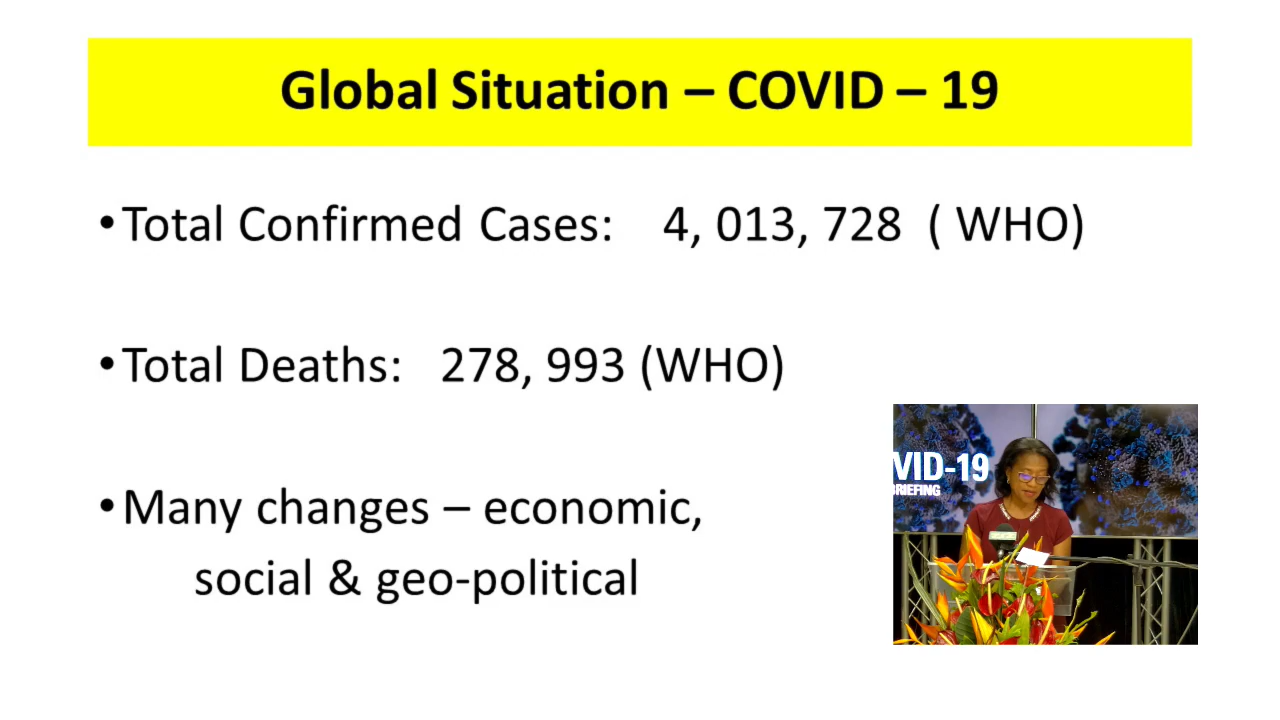 Global Situation – COVID – 19
•Total Confirmed Cases: 4, 013, 728 ( WHO)
•Total Deaths: 278, 993 (WHO)
•Many changes – economic,
social & geo-political
VID-19
BRIEFING